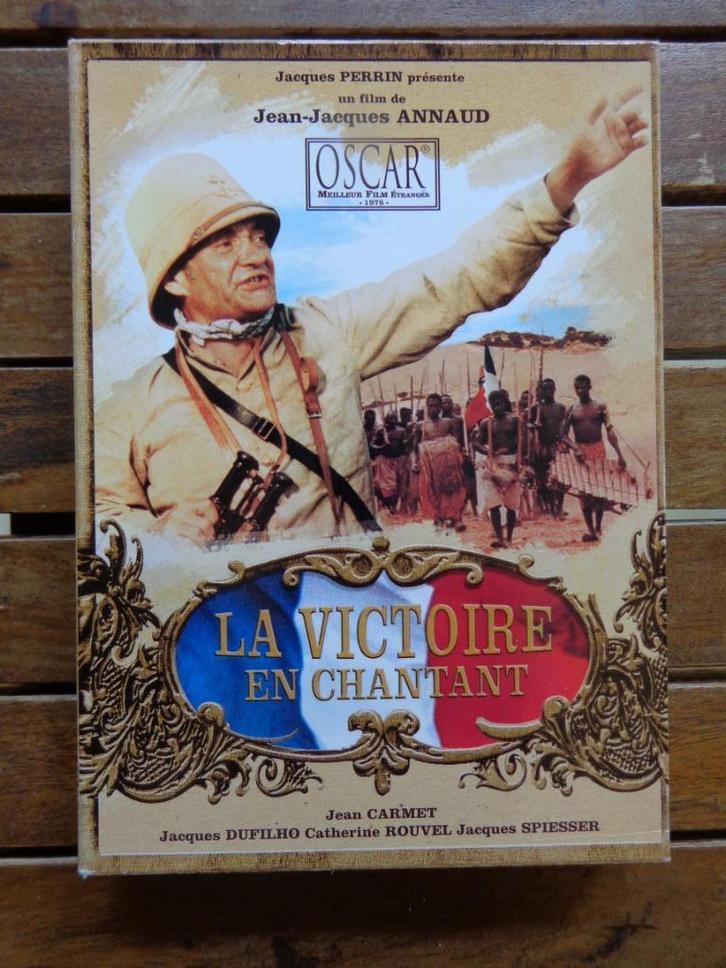 Jacques PERRIN présente
un film de
Jean-Jacques ANNAUD
OSCAR®
MEILLEUR FILM ÉTRANGER
· 1976 ·
LA VICTOIRE
EN CHANTANT
Jean CARMET
Jacques DUFILHO Catherine ROUVEL Jacques SPIESSER